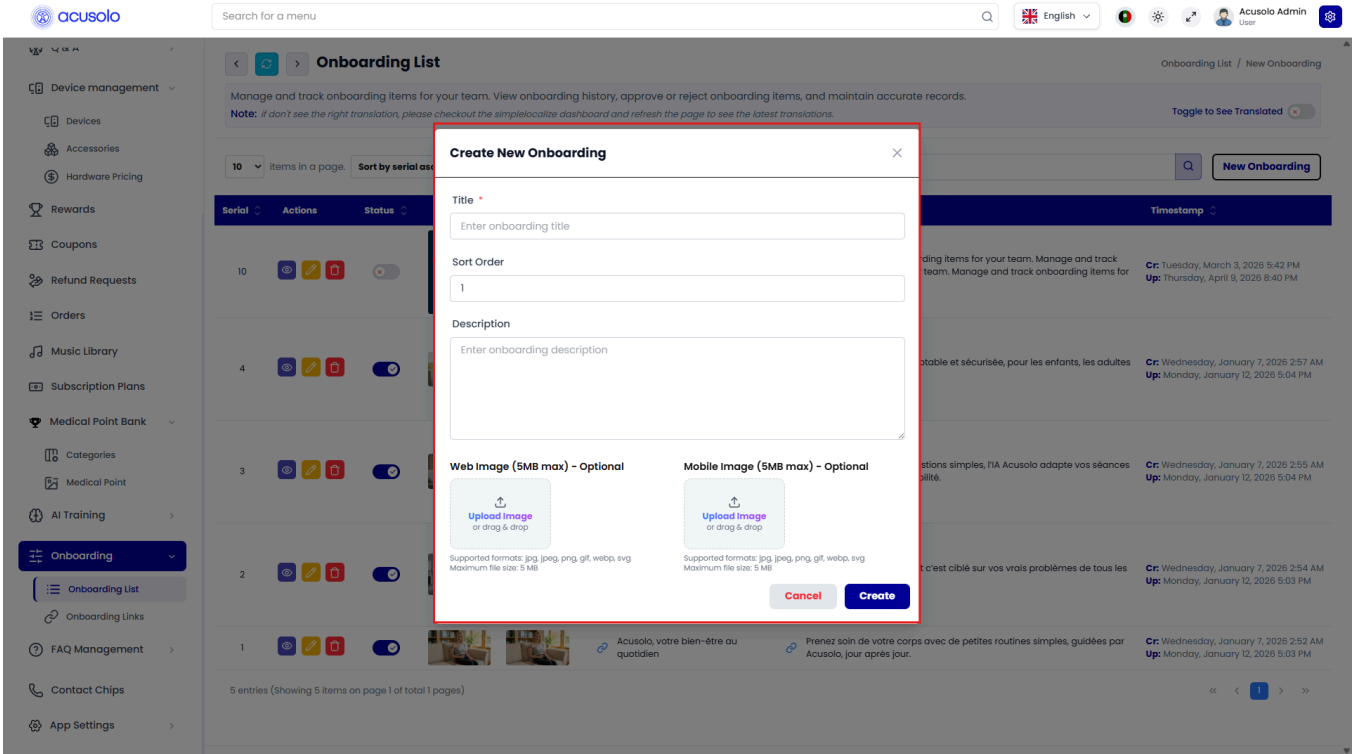 acusolo
Search for a menu
English
Acusolo Admin
User
Q & A
Device management
Devices
Accessories
Hardware Pricing
Rewards
Coupons
Refund Requests
Orders
Music Library
Subscription Plans
Medical Point Bank
Categories
Medical Point
AI Training
Onboarding
Onboarding List
Onboarding Links
FAQ Management
Contact Chips
App Settings
Onboarding List
Onboarding List / New Onboarding
Manage and track onboarding items for your team. View onboarding history, approve or reject onboarding items, and maintain accurate records.
Note: if don't see the right translation, please checkout the simplelocalize dashboard and refresh the page to see the latest translations.
Toggle to See Translated
10 items in a page. Sort by serial asc
New Onboarding
Serial Actions Status Timestamp
10
ding items for your team. Manage and track
team. Manage and track onboarding items for
Cr: Tuesday, March 3, 2026 5:42 PM
Up: Thursday, April 9, 2026 8:40 PM
4
table et sécurisée, pour les enfants, les adultes
Cr: Wednesday, January 7, 2026 2:57 AM
Up: Monday, January 12, 2026 5:04 PM
3
stions simples, l'IA Acusolo adapte vos séances
bilité.
Cr: Wednesday, January 7, 2026 2:55 AM
Up: Monday, January 12, 2026 5:04 PM
2
t c'est ciblé sur vos vrais problèmes de tous les
Cr: Wednesday, January 7, 2026 2:54 AM
Up: Monday, January 12, 2026 5:03 PM
1
Acusolo, votre bien-être au
quotidien
Prenez soin de votre corps avec de petites routines simples, guidées par
Acusolo, jour après jour.
Cr: Wednesday, January 7, 2026 2:52 AM
Up: Monday, January 12, 2026 5:03 PM
5 entries (Showing 5 items on page 1 of total 1 pages)
1
Create New Onboarding
Title *
Enter onboarding title
Sort Order
1
Description
Enter onboarding description
Web Image (5MB max) - Optional
Upload Image
or drag & drop
Supported formats: jpg, jpeg, png, gif, webp, svg
Maximum file size: 5 MB
Mobile Image (5MB max) - Optional
Upload Image
or drag & drop
Supported formats: jpg, jpeg, png, gif, webp, svg
Maximum file size: 5 MB
Cancel
Create